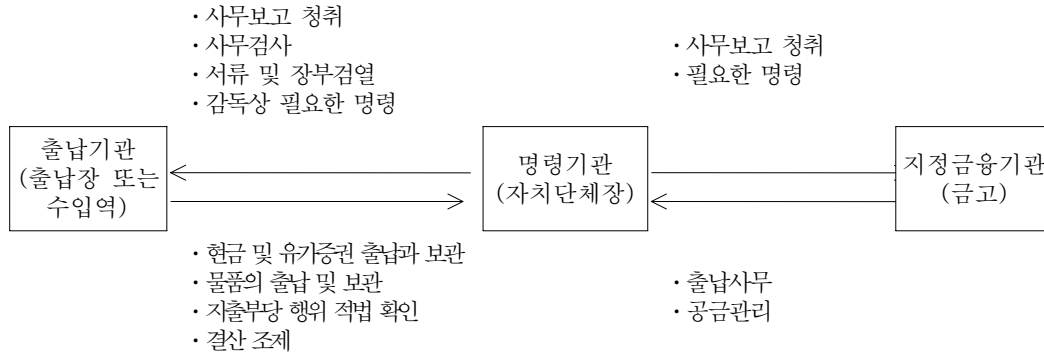 · 사무보고 청취
· 사무검사
· 서류 및 장부검열
· 감독상 필요한 명령
· 사무보고 청취
· 필요한 명령
출납기관
(출납장 또는
수입역)
명령기관
(자치단체장)
지정금융기관
(금고)
· 현금 및 유가증권 출납과 보관
· 물품의 출납 및 보관
· 지출부당 행위 적법 확인
· 결산 조제
· 출납사무
· 공금관리